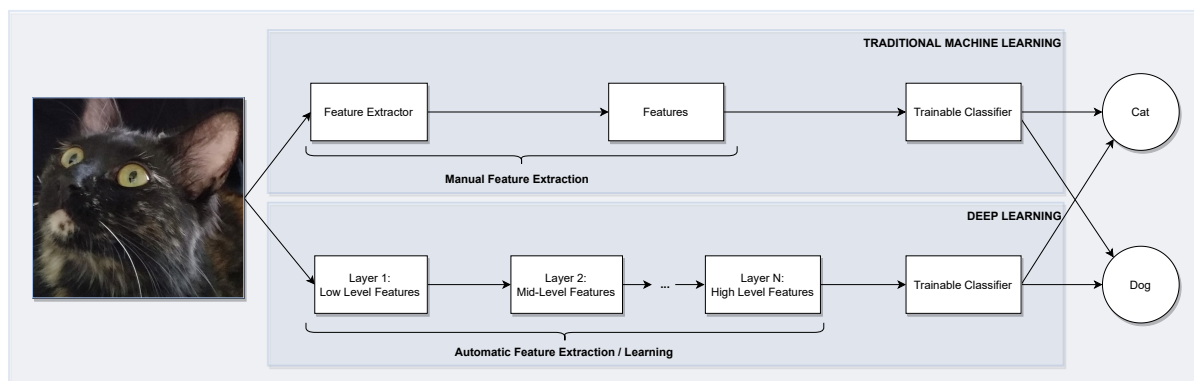 TRADITIONAL MACHINE LEARNING
Feature Extractor
Features
Trainable Classifier
Cat
Manual Feature Extraction
DEEP LEARNING
Layer 1:
Low Level Features
Layer 2:
Mid-Level Features
...
Layer N:
High Level Features
Trainable Classifier
Dog
Automatic Feature Extraction / Learning